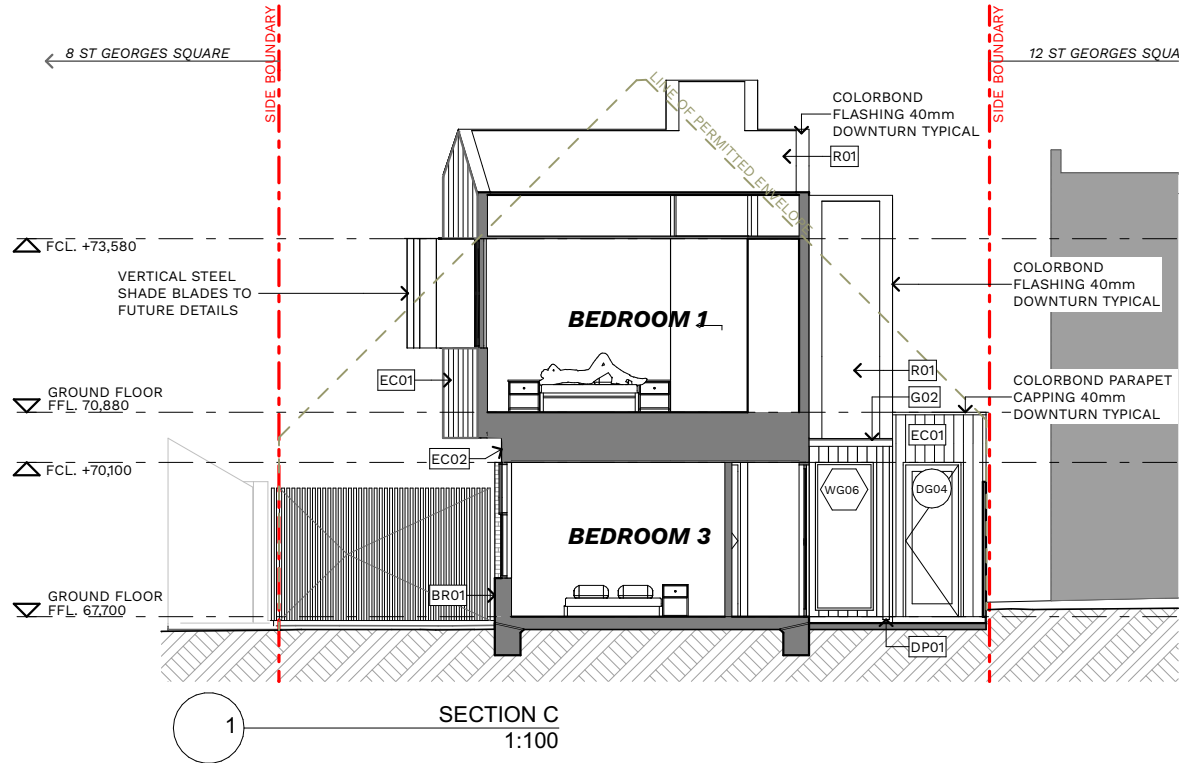 8 ST GEORGES SQUARE
SIDE BOUNDARY
LINE OF PERMITTED ENVELOPE
COLORBOND
FLASHING 40mm
DOWNTURN TYPICAL
R01
SIDE BOUNDARY
12 ST GEORGES SQUA
FCL. +73,580
VERTICAL STEEL
SHADE BLADES TO
FUTURE DETAILS
BEDROOM 1
COLORBOND
FLASHING 40mm
DOWNTURN TYPICAL
EC01
R01
GROUND FLOOR
FFL. 70,880
G02
COLORBOND PARAPET
CAPPING 40mm
DOWNTURN TYPICAL
EC01
EC02
FCL. +70,100
WG06
DG04
BEDROOM 3
BR01
GROUND FLOOR
FFL. 67,700
DP01
1
SECTION C
1:100